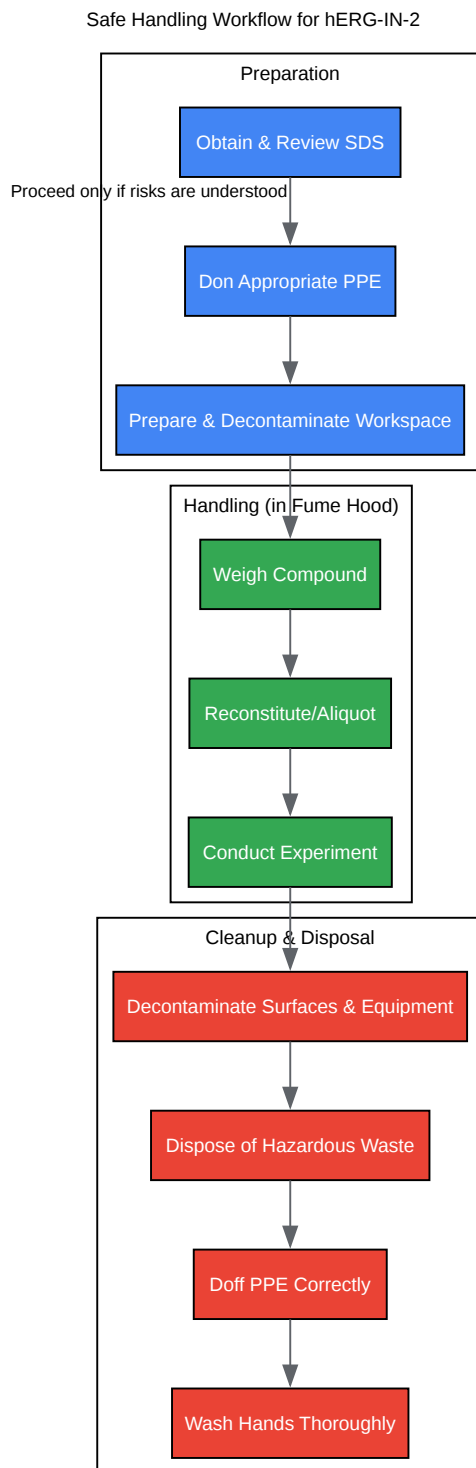 Safe Handling Workflow for hERG-IN-2
Preparation
Obtain & Review SDS
Proceed only if risks are understood
Don Appropriate PPE
Prepare & Decontaminate Workspace
Handling (in Fume Hood)
Weigh Compound
Reconstitute/Aliquot
Conduct Experiment
Cleanup & Disposal
Decontaminate Surfaces & Equipment
Dispose of Hazardous Waste
Doff PPE Correctly
Wash Hands Thoroughly